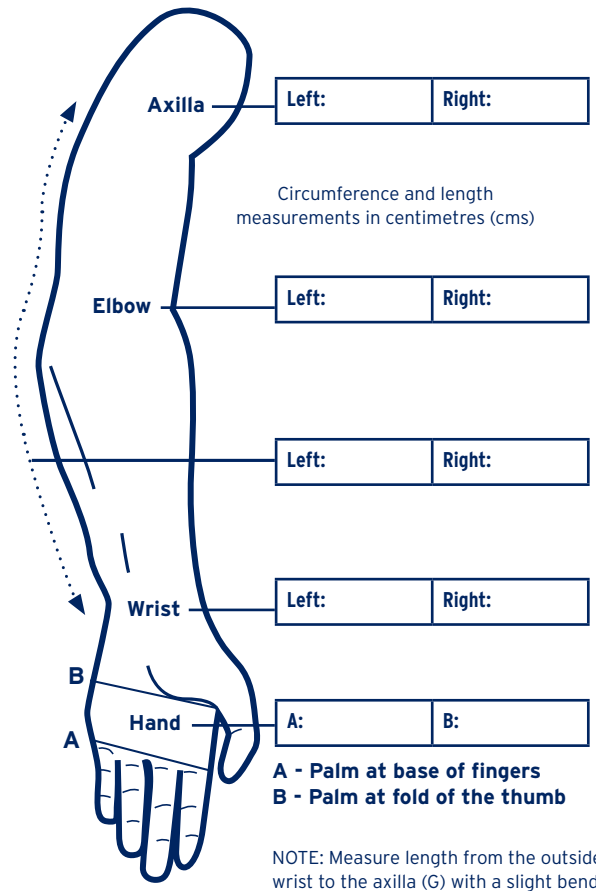 Axilla
Left: Right:
Circumference and length
measurements in centimetres (cms)
Elbow
Left: Right:
Left: Right:
Wrist
Left: Right:
B
Hand
A: B:
A
A - Palm at base of fingers
B - Palm at fold of the thumb
NOTE: Measure length from the outside
wrist to the axilla (G) with a slight bend